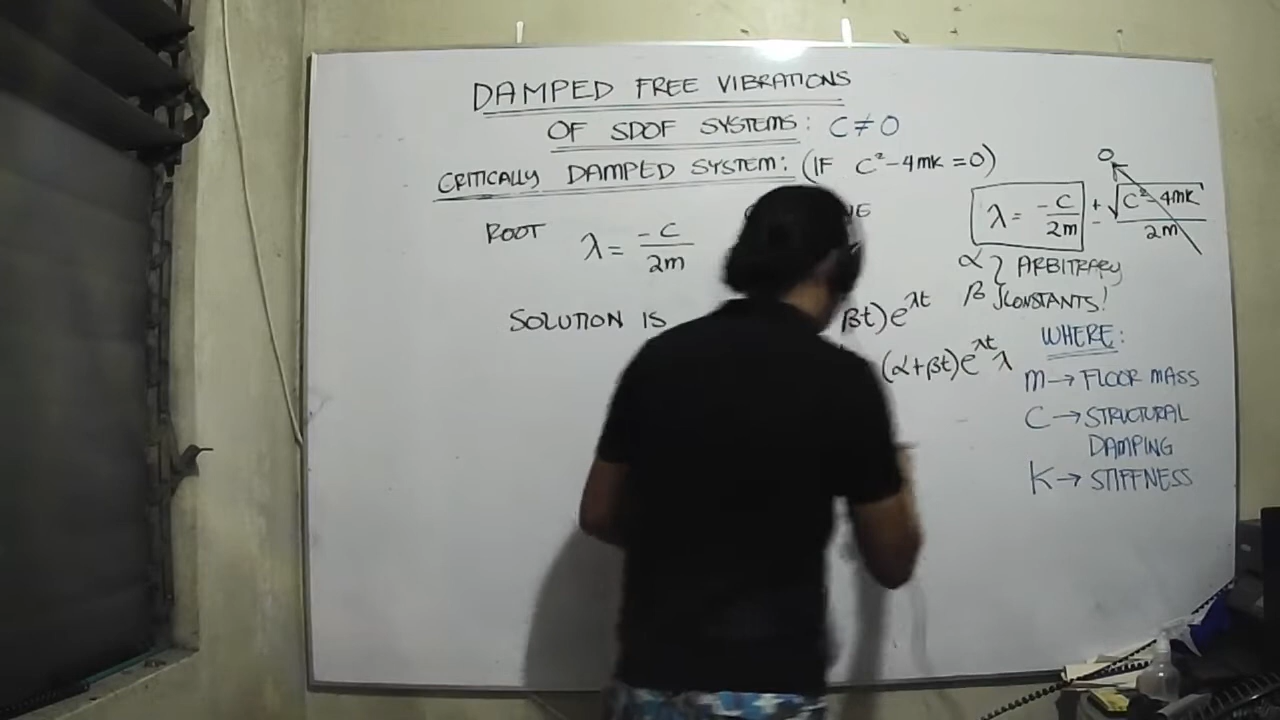 DAMPED FREE VIBRATIONS
OF SDOF SYSTEMS: C≠0
CRITICALLY DAMPED SYSTEM: (IF C²-4mK=0)
ROOT λ = -C/2m
λ = -C/2m ± √(C²-4mK)/2m
0
α } ARBITRARY
β } CONSTANTS!
SOLUTION IS βt)e^λt
(α+βt)e^λt λ
WHERE:
m → FLOOR MASS
C → STRUCTURAL
DAMPING
K → STIFFNESS